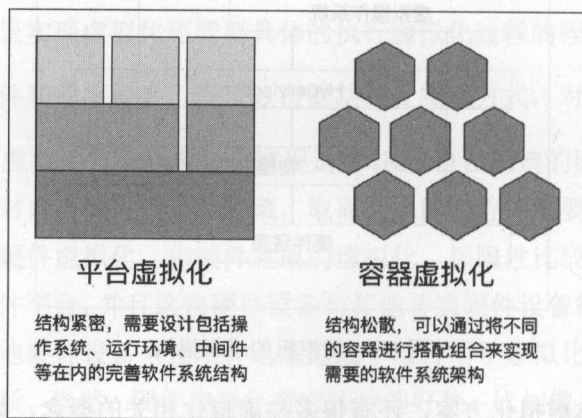 平台虚拟化
结构紧密，需要设计包括操
作系统、运行环境、中间件
等在内的完善软件系统结构
容器虚拟化
结构松散，可以通过将不同
的容器进行搭配组合来实现
需要的软件系统架构